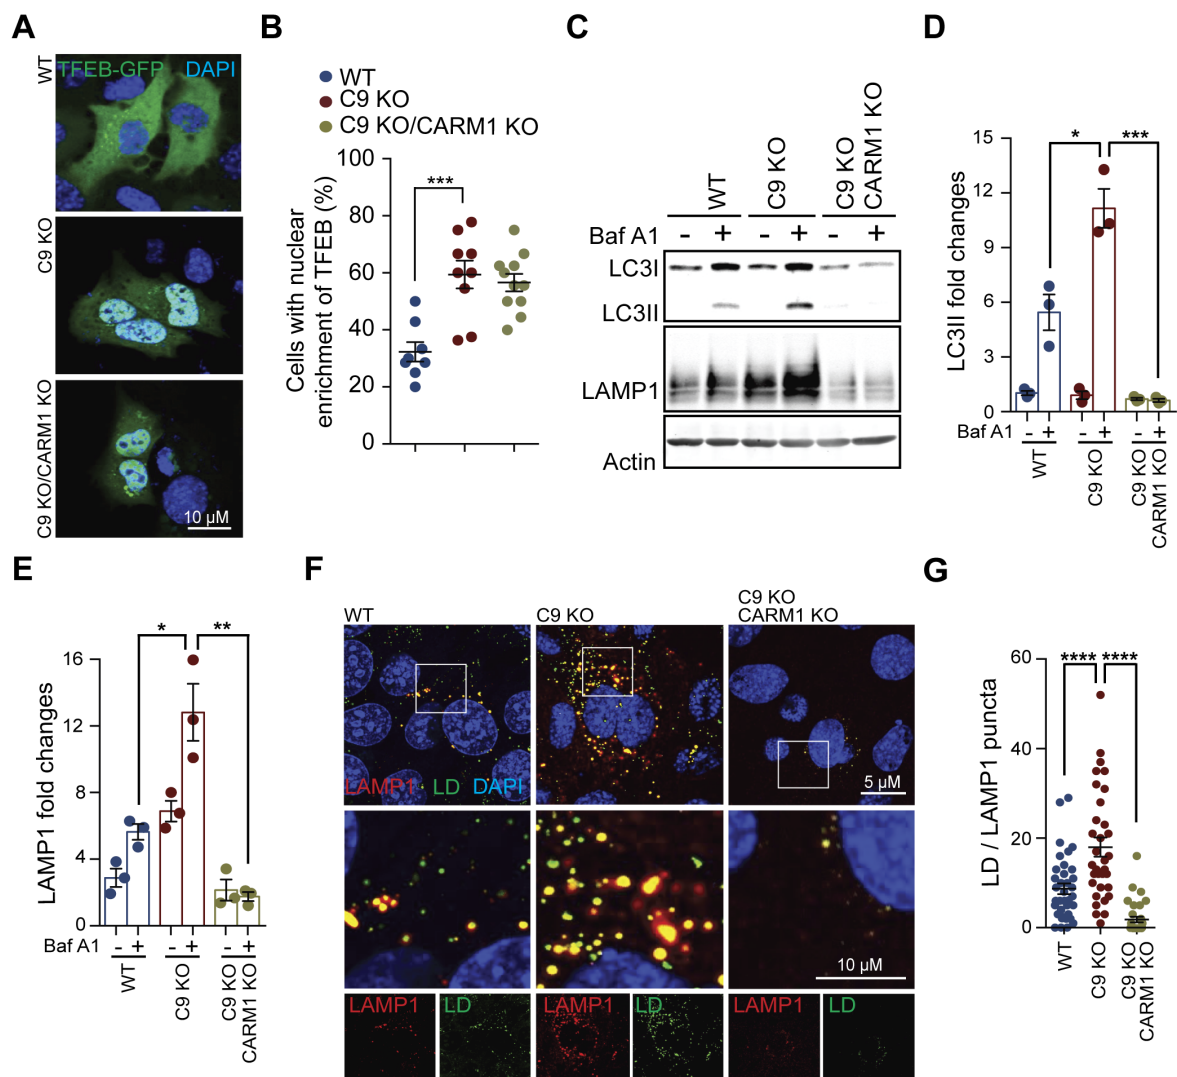 A
WT
TFEB-GFP DAPI
C9 KO
C9 KO/CARM1 KO
10 µM
B
WT
C9 KO
C9 KO/CARM1 KO
Cells with nuclear
enrichment of TFEB (%)
100
80
60
40
20
0
***
C
WT
C9 KO
C9 KO
CARM1 KO
Baf A1 - + - + - +
LC3I
LC3II
LAMP1
Actin
D
LC3II fold changes
15
12
9
6
3
0
* ***
Baf A1 - + - + - +
WT
C9 KO
C9 KO
CARM1 KO
E
LAMP1 fold changes
16
12
8
4
0
* **
Baf A1 - + - + - +
WT
C9 KO
C9 KO
CARM1 KO
F
WT
C9 KO
C9 KO
CARM1 KO
LAMP1 LD DAPI
5 µM
10 µM
LAMP1 LD LAMP1 LD LAMP1 LD
G
LD / LAMP1 puncta
60
40
20
0
**** ****
WT
C9 KO
C9 KO
CARM1 KO